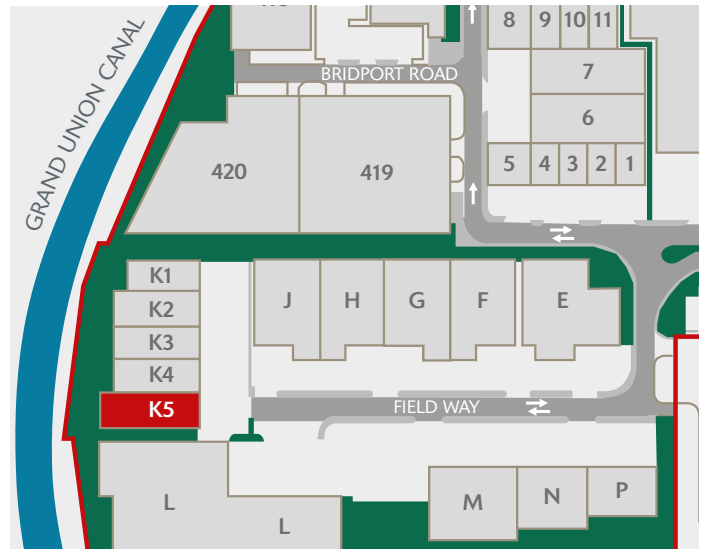 8 9 10 11
BRIDPORT ROAD
7
6
GRAND UNION CANAL
420 419
5 4 3 2 1
K1
K2
K3
K4
K5
J H G F E
FIELD WAY
L
L
M N P